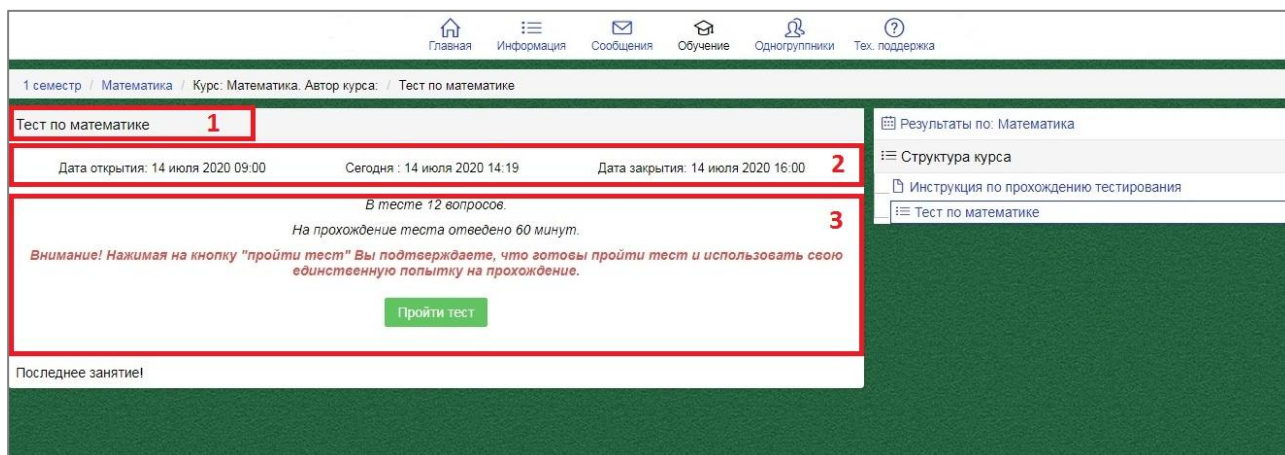 Главная Информация Сообщения Обучение Одногруппники Тех. поддержка
1 семестр / Математика / Курс: Математика. Автор курса: / Тест по математике
Тест по математике 1
Дата открытия: 14 июля 2020 09:00 Сегодня : 14 июля 2020 14:19 Дата закрытия: 14 июля 2020 16:00 2
В тесте 12 вопросов. 3
На прохождение теста отведено 60 минут.
Внимание! Нажимая на кнопку "пройти тест" Вы подтверждаете, что готовы пройти тест и использовать свою
единственную попытку на прохождение.
Пройти тест
Последнее занятие!
Результаты по: Математика
Структура курса
Инструкция по прохождению тестирования
Тест по математике